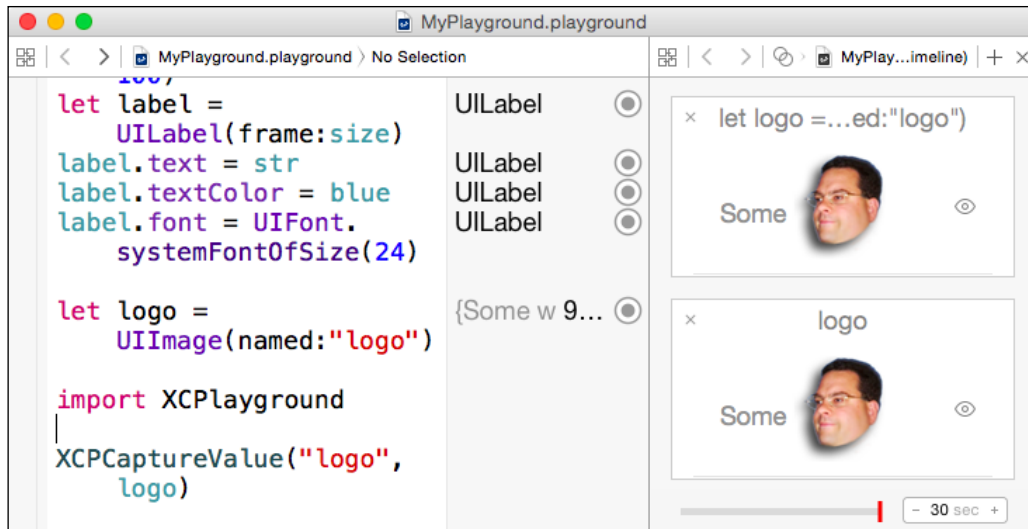 MyPlayground.playground
MyPlayground.playground 〉 No Selection
MyPlay...imeline)
100)
let label =
UILabel(frame:size)
label.text = str
label.textColor = blue
label.font = UIFont.
systemFontOfSize(24)
let logo =
UIImage(named:"logo")
import XCPlayground
XCPCaptureValue("logo",
logo)
UILabel
UILabel
UILabel
UILabel
{Some w 9...
× let logo =...ed:"logo")
Some
× logo
Some
− 30 sec +